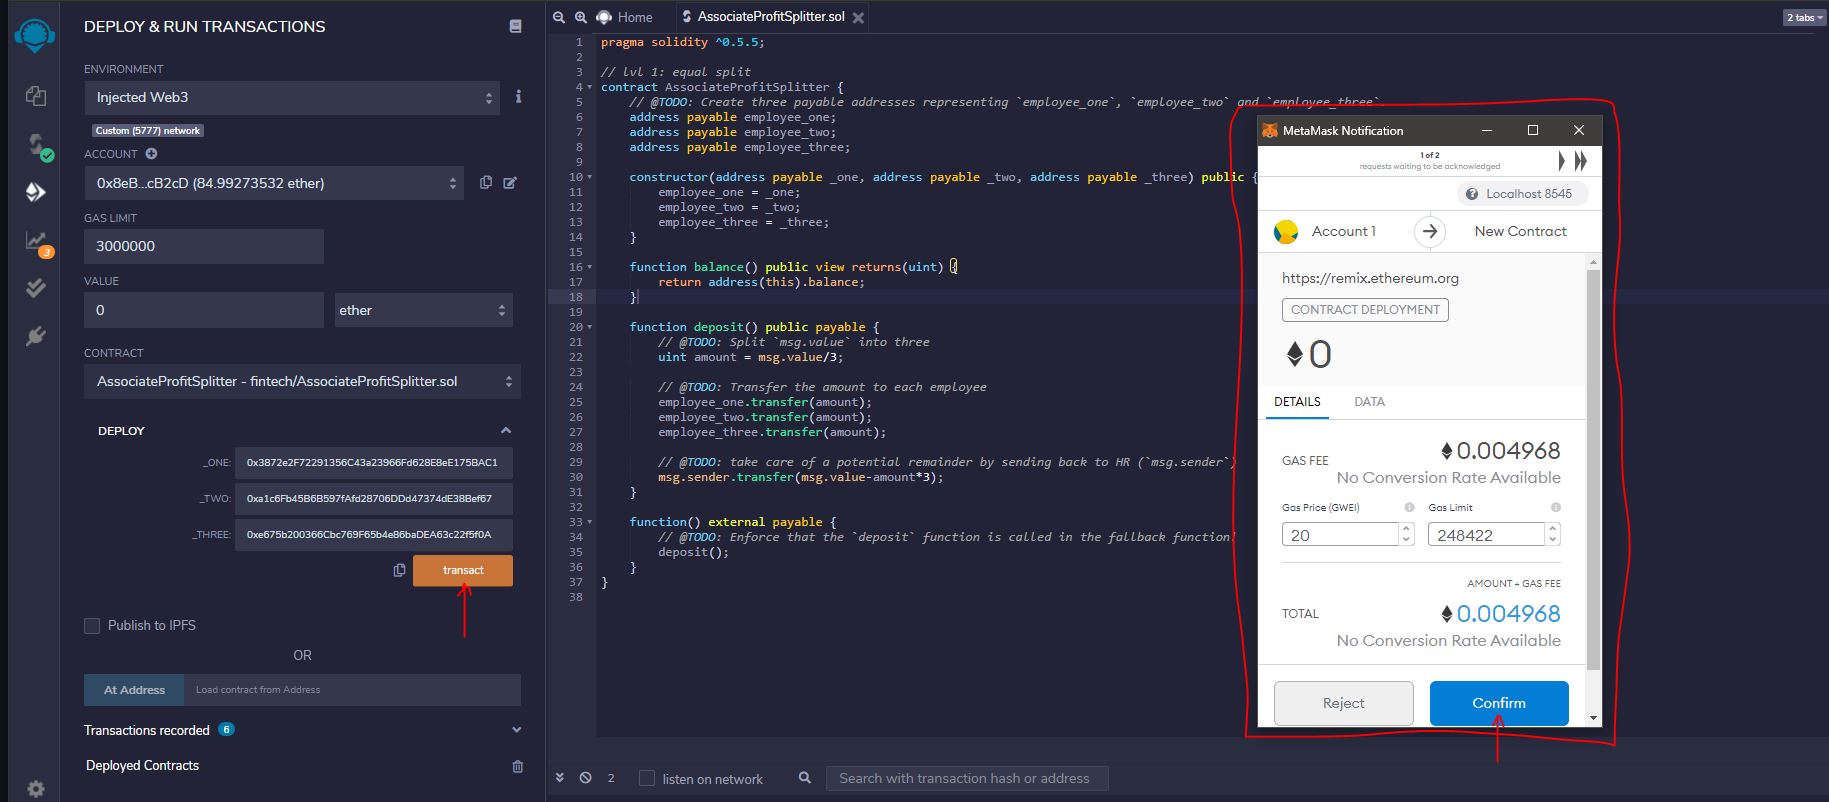 DEPLOY & RUN TRANSACTIONS
ENVIRONMENT
Injected Web3
i
Custom (5777) network
ACCOUNT
0x8eB...cB2cD (84.99273532 ether)
GAS LIMIT
3000000
VALUE
0
ether
CONTRACT
AssociateProfitSplitter - fintech/AssociateProfitSplitter.sol
DEPLOY
_ONE: 0x3872e2F72291356C43a23966Fd628E8eE175BAC1
_TWO: 0xa1c6Fb45B6B597fAfd28706DDd47374dE38Bef67
_THREE: 0xe675b200366Cbc769F65b4e86baDEA63c22f5f0A
transact
Publish to IPFS
OR
At Address
Load contract from Address
Transactions recorded 6
Deployed Contracts
3
Home
AssociateProfitSplitter.sol
2 tabs
1 pragma solidity ^0.5.5;
2
3 // lvl 1: equal split
4 contract AssociateProfitSplitter {
5 // @TODO: Create three payable addresses representing `employee_one`, `employee_two` and `employee_three`.
6 address payable employee_one;
7 address payable employee_two;
8 address payable employee_three;
9
10 constructor(address payable _one, address payable _two, address payable _three) public {
11 employee_one = _one;
12 employee_two = _two;
13 employee_three = _three;
14 }
15
16 function balance() public view returns(uint) {
17 return address(this).balance;
18 }
19
20 function deposit() public payable {
21 // @TODO: Split `msg.value` into three
22 uint amount = msg.value/3;
23
24 // @TODO: Transfer the amount to each employee
25 employee_one.transfer(amount);
26 employee_two.transfer(amount);
27 employee_three.transfer(amount);
28
29 // @TODO: take care of a potential remainder by sending back to HR (`msg.sender`)
30 msg.sender.transfer(msg.value-amount*3);
31 }
32
33 function() external payable {
34 // @TODO: Enforce that the `deposit` function is called in the fallback function!
35 deposit();
36 }
37 }
38
2
listen on network
Search with transaction hash or address
MetaMask Notification
1 of 2
requests waiting to be acknowledged
? Localhost 8545
Account 1
New Contract
https://remix.ethereum.org
CONTRACT DEPLOYMENT
0
DETAILS
DATA
GAS FEE
0.004968
No Conversion Rate Available
Gas Price (GWEI)
Gas Limit
20
248422
AMOUNT + GAS FEE
TOTAL
0.004968
No Conversion Rate Available
Reject
Confirm